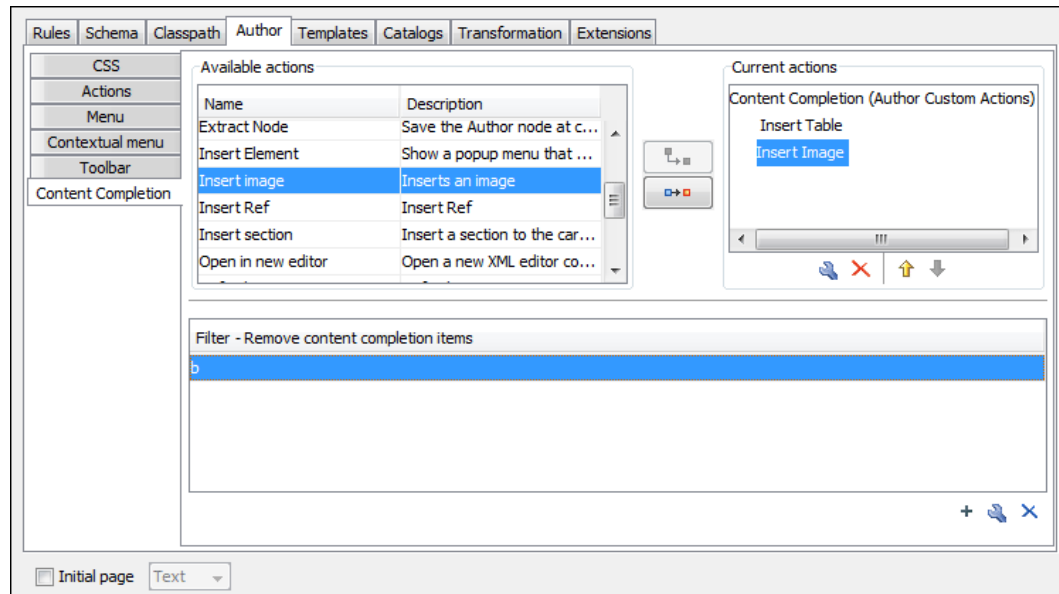 Rules Schema Classpath Author Templates Catalogs Transformation Extensions
CSS
Actions
Menu
Contextual menu
Toolbar
Content Completion
Available actions
Name Description
Extract Node Save the Author node at c...
Insert Element Show a popup menu that ...
Insert image Inserts an image
Insert Ref Insert Ref
Insert section Insert a section to the car...
Open in new editor Open a new XML editor co...
Current actions
Content Completion (Author Custom Actions)
Insert Table
Insert Image
Filter - Remove content completion items
b
Initial page Text